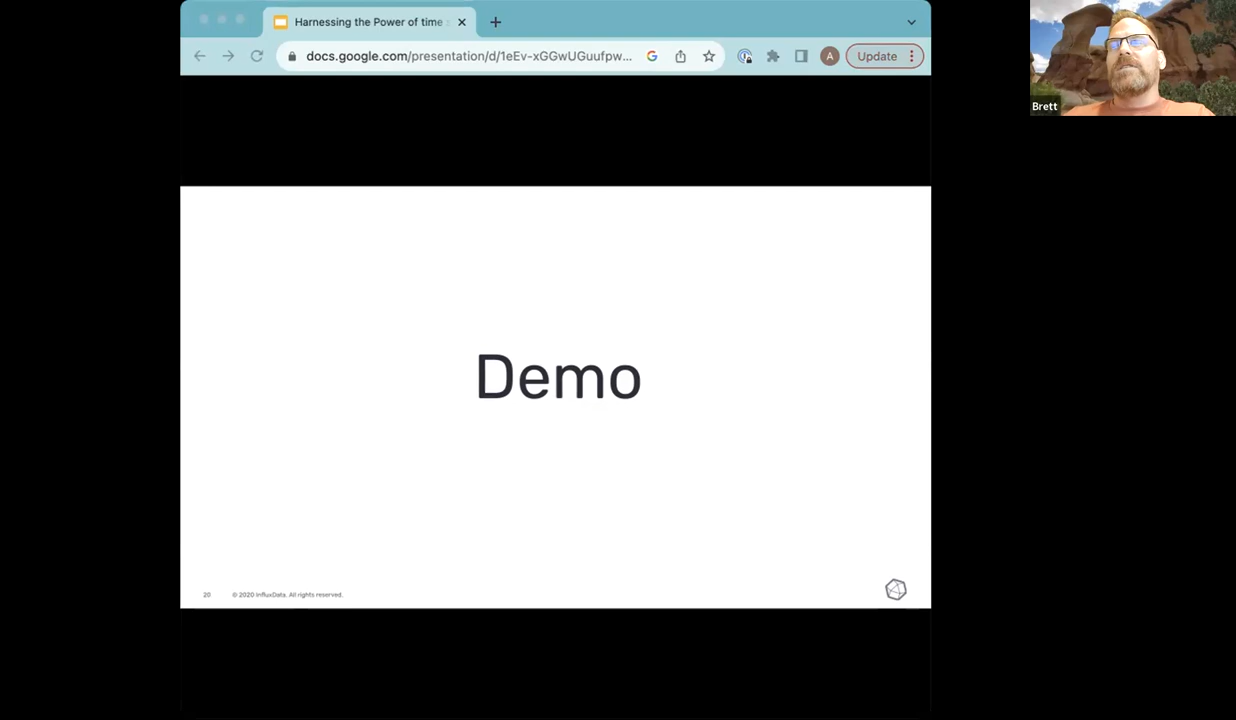 Harnessing the Power of time
docs.google.com/presentation/d/1eEv-xGGwUGuufpw...
G
A
Update
Brett
Demo
20
© 2020 InfluxData. All rights reserved.